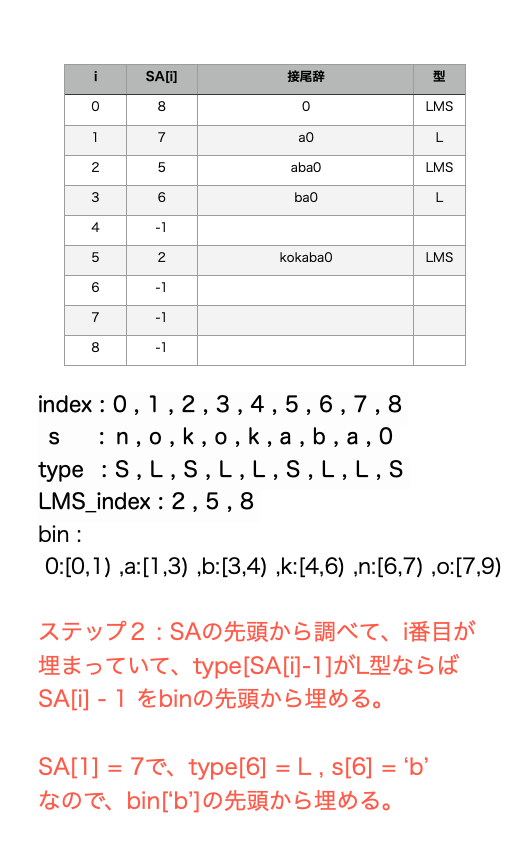 i SA[i] 接尾辞 型
0 8 0 LMS
1 7 a0 L
2 5 aba0 LMS
3 6 ba0 L
4 -1
5 2 kokaba0 LMS
6 -1
7 -1
8 -1
index : 0 , 1 , 2 , 3 , 4 , 5 , 6 , 7 , 8
s : n , o , k , o , k , a , b , a , 0
type : S , L , S , L , L , S , L , L , S
LMS_index : 2 , 5 , 8
bin :
0:[0,1) ,a:[1,3) ,b:[3,4) ,k:[4,6) ,n:[6,7) ,o:[7,9)
ステップ２ : SAの先頭から調べて、i番目が
埋まっていて、type[SA[i]-1]がL型ならば
SA[i] - 1 をbinの先頭から埋める。
SA[1] = 7で、type[6] = L , s[6] = ‘b’
なので、bin[‘b’]の先頭から埋める。